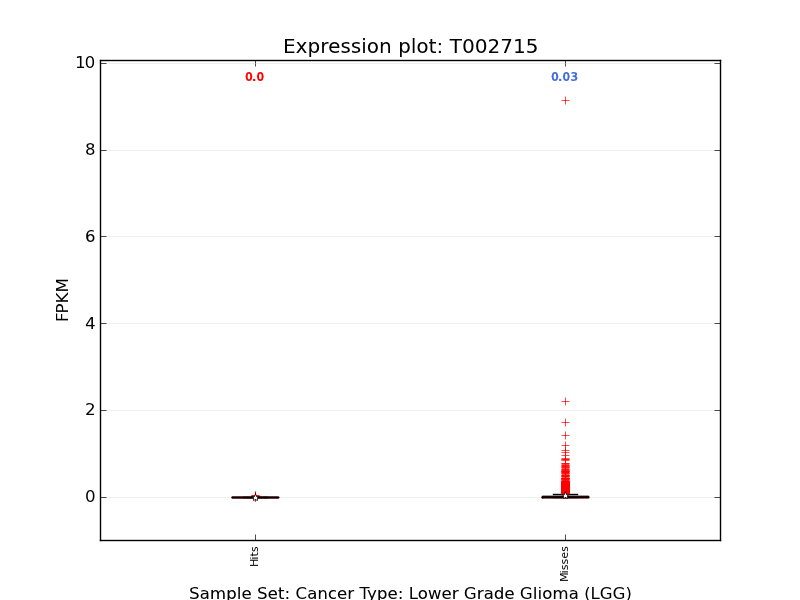 Expression plot: T002715
10
8
6
4
2
0
FPKM
0.0
0.03
Hits
Misses
Sample Set: Cancer Type: Lower Grade Glioma (LGG)